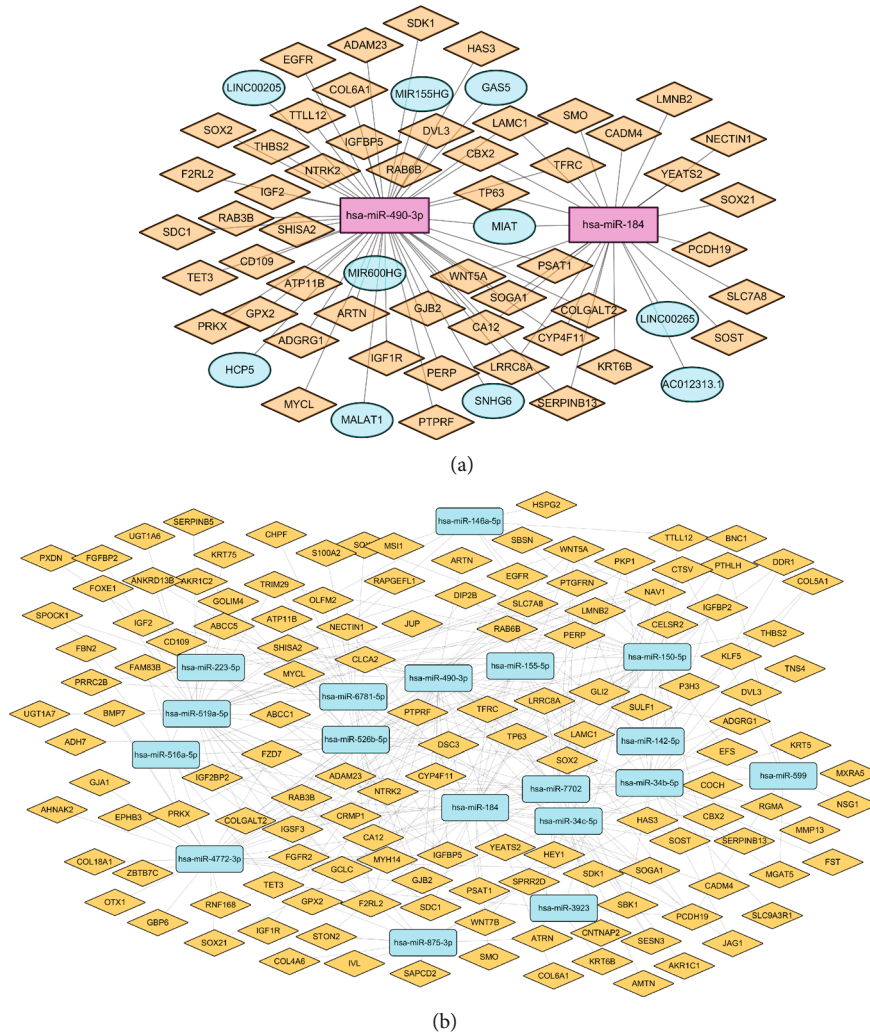 SDK1
ADAM23
HAS3
EGFR
LINC00205
COL6A1
MIR155HG
GAS5
LMNB2
TTLL12
LAMC1
SMO
SOX2
DVL3
CADM4
THBS2
IGFBP5
CBX2
NECTIN1
F2RL2
NTRK2
RAB6B
TFRC
YEATS2
IGF2
TP63
SOX21
RAB3B
hsa-miR-490-3p
MIAT
hsa-miR-184
SDC1
SHISA2
PCDH19
CD109
MIR600HG
WNT5A
PSAT1
TET3
ATP11B
SLC7A8
SOGA1
GPX2
ARTN
GJB2
COLGALT2
LINC00265
PRKX
CA12
ADGRG1
CYP4F11
SOST
IGF1R
HCP5
PERP
LRRC8A
KRT6B
AC012313.1
MYCL
SNHG6
SERPINB13
MALAT1
PTPRF
(a)
HSPG2
hsa-miR-146a-5p
SERPINB5
UGT1A6
CHPF
SBSN
TTLL12
BNC1
PXDN
FGFBP2
KRT75
S100A2
MSI1
WNT5A
ARTN
PKP1
CTSV
PTHLH
DDR1
FOXE1
ANKRD13B
AKR1C2
TRIM29
RAPGEFL1
EGFR
PTGFRN
COL5A1
GOLIM4
OLFM2
DIP2B
SLC7A8
NAV1
SPOCK1
IGF2
ABCC5
ATP11B
NECTIN1
JUP
LMNB2
IGFBP2
CELSR2
RAB6B
PERP
THBS2
FBN2
CD109
SHISA2
CLCA2
hsa-miR-155-5p
hsa-miR-150-5p
KLF5
FAM83B
hsa-miR-223-5p
MYCL
hsa-miR-490-3p
TNS4
PRRC2B
hsa-miR-6781-5p
LRRC8A
GLI2
P3H3
DVL3
UGT1A7
BMP7
hsa-miR-519a-5p
ABCC1
PTPRF
TFRC
SULF1
ADGRG1
ADH7
hsa-miR-526b-5p
DSC3
TP63
LAMC1
hsa-miR-142-5p
KRT5
hsa-miR-516a-5p
FZD7
SOX2
EFS
GJA1
IGF2BP2
ADAM23
CYP4F11
hsa-miR-7702
hsa-miR-34b-5p
COCH
hsa-miR-599
MXRA5
AHNAK2
EPHB3
PRKX
RAB3B
NTRK2
hsa-miR-184
RGMA
NSG1
COLGALT2
CRMP1
hsa-miR-34c-5p
HAS3
CBX2
MMP13
IGSF3
CA12
YEATS2
SOST
SERPINB13
COL18A1
hsa-miR-4772-3p
FGFR2
MYH14
IGFBP5
HEY1
FST
ZBTB7C
GCLC
GJB2
SDK1
SOGA1
MGAT5
TET3
PSAT1
SPRR2D
CADM4
OTX1
RNF168
GPX2
F2RL2
SDC1
hsa-miR-3923
SBK1
GBP6
WNT7B
PCDH19
SLC9A3R1
SOX21
IGF1R
STON2
hsa-miR-875-3p
ATRN
CNTNAP2
SESN3
JAG1
COL4A6
IVL
SMO
KRT6B
AKR1C1
SAPCD2
COL6A1
AMTN
(b)